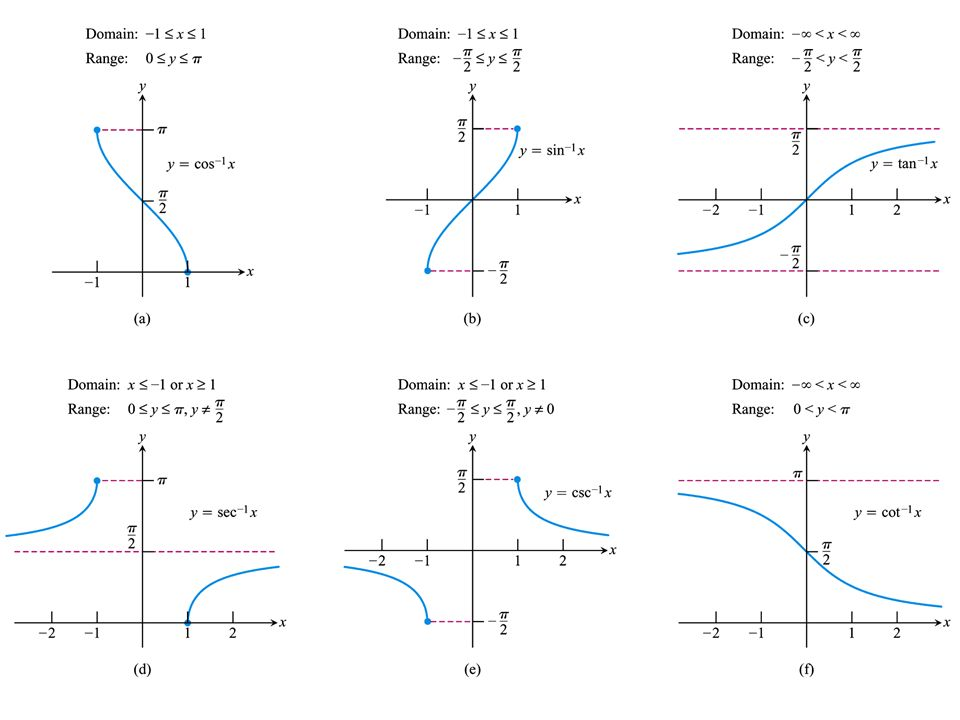 Domain: −1 ≤ x ≤ 1
Range: 0 ≤ y ≤ π
y
π
y = cos⁻¹x
π/2
−1
1
x
(a)
Domain: −1 ≤ x ≤ 1
Range: −π/2 ≤ y ≤ π/2
y
π/2
y = sin⁻¹x
−1
1
x
−π/2
(b)
Domain: −∞ < x < ∞
Range: −π/2 < y < π/2
y
π/2
y = tan⁻¹x
−2
−1
1
2
x
−π/2
(c)
Domain: x ≤ −1 or x ≥ 1
Range: 0 ≤ y ≤ π, y ≠ π/2
y
π
y = sec⁻¹x
π/2
−2
−1
1
2
x
(d)
Domain: x ≤ −1 or x ≥ 1
Range: −π/2 ≤ y ≤ π/2, y ≠ 0
y
π/2
y = csc⁻¹x
−2
−1
1
2
x
−π/2
(e)
Domain: −∞ < x < ∞
Range: 0 < y < π
y
π
y = cot⁻¹x
π/2
−2
−1
1
2
x
(f)